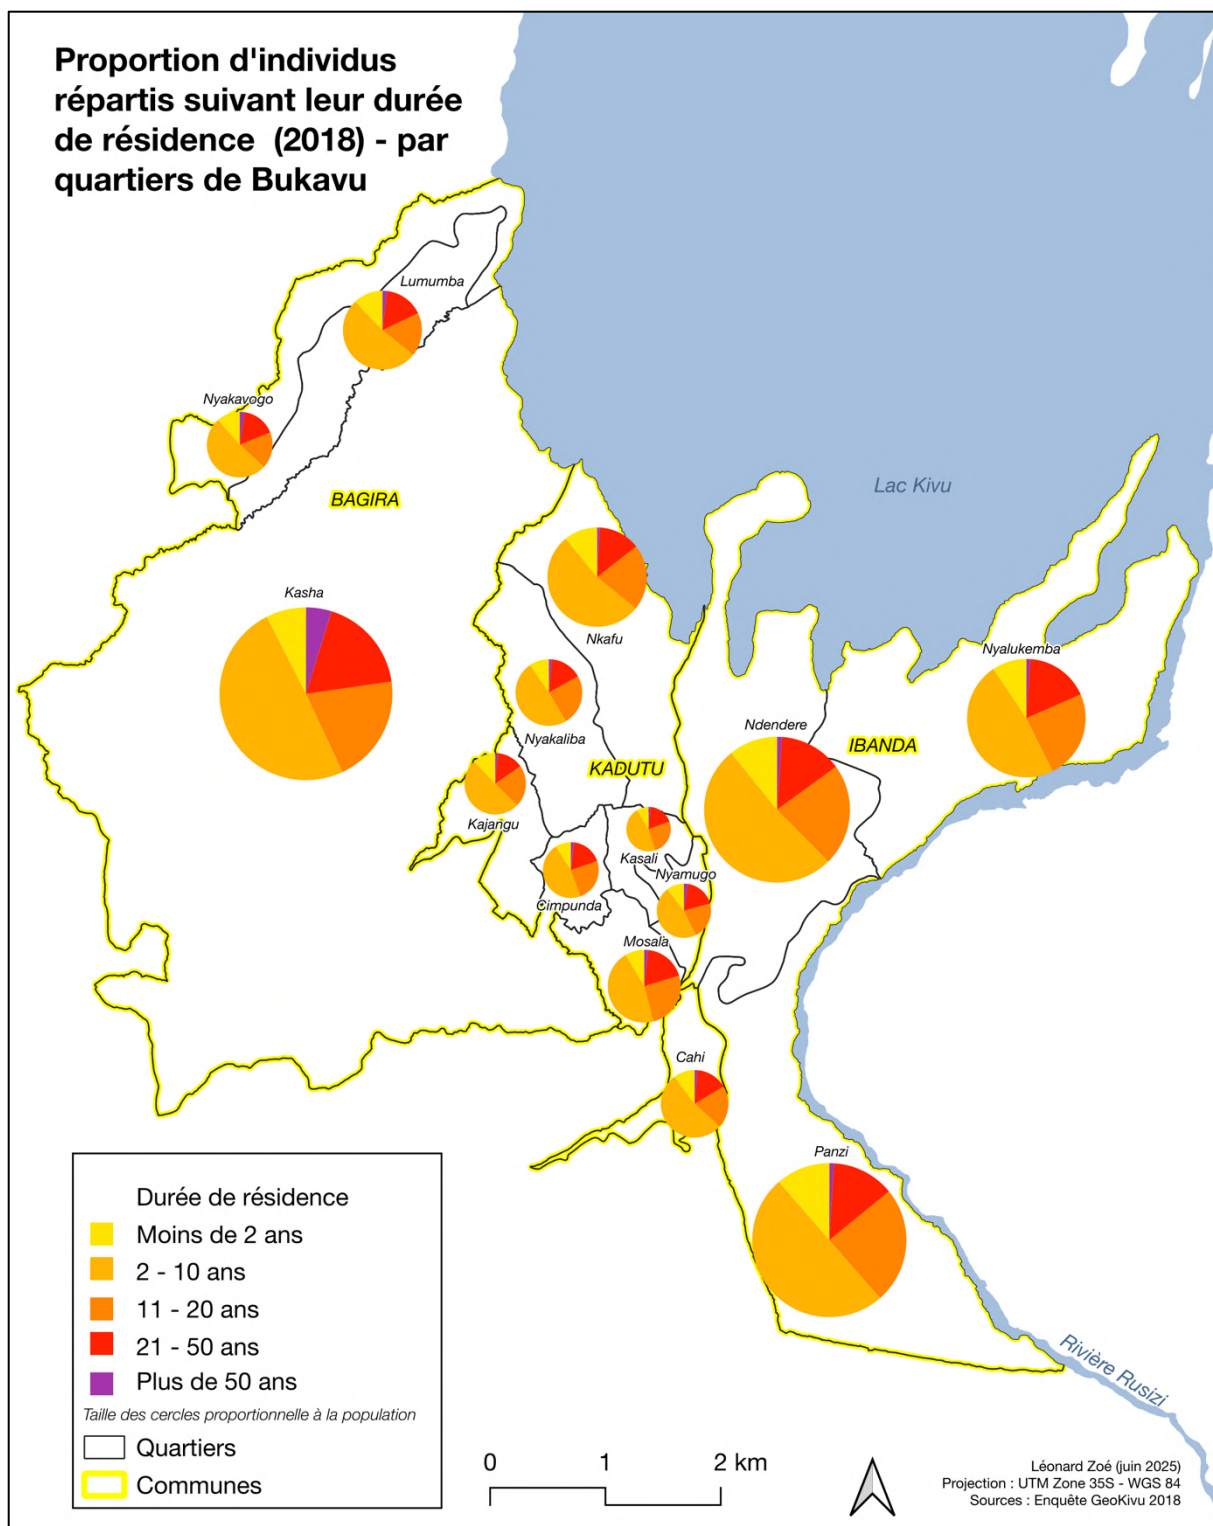 Proportion d'individus
répartis suivant leur durée
de résidence (2018) - par
quartiers de Bukavu
Lumumba
Nyakavogo
BAGIRA
Lac Kivu
Kasha
Nkafu
Nyalukemba
Nyakaliba
Ndendere
IBANDA
KADUTU
Kajangu
Kasali
Nyamugo
Cimpunda
Mosala
Cahi
Panzi
Rivière Rusizi
Durée de résidence
Moins de 2 ans
2 - 10 ans
11 - 20 ans
21 - 50 ans
Plus de 50 ans
Taille des cercles proportionnelle à la population
Quartiers
Communes
0 1 2 km
Léonard Zoé (juin 2025)
Projection : UTM Zone 35S - WGS 84
Sources : Enquête GeoKivu 2018